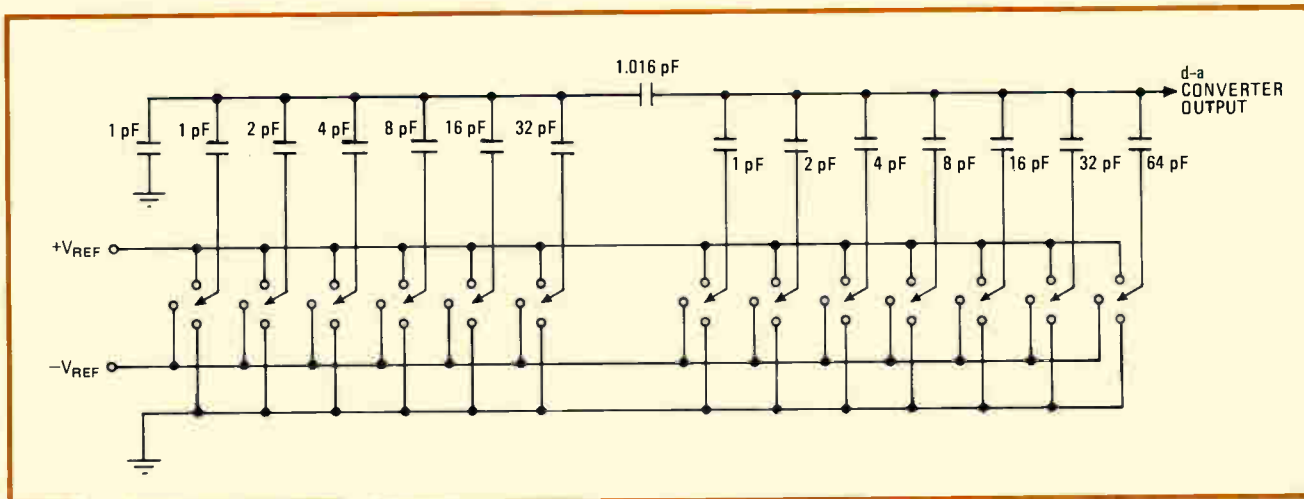 1.016 pF
d-a
CONVERTER
OUTPUT
1 pF
1 pF
2 pF
4 pF
8 pF
16 pF
32 pF
1 pF
2 pF
4 pF
8 pF
16 pF
32 pF
64 pF
+VREF
−VREF